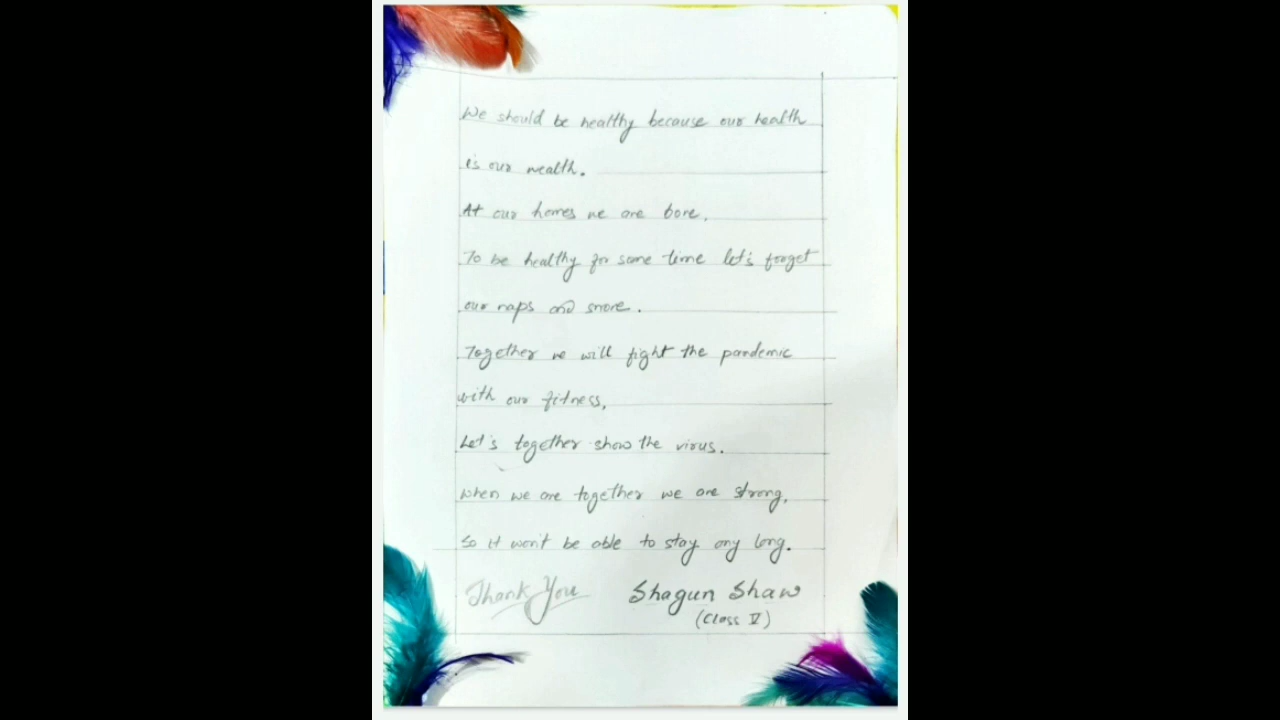 We should be healthy because our health
is our wealth.
At our homes we are bore,
To be healthy for some time let's forget
our naps and snore.
Together we will fight the pandemic
with our fitness,
Let's together show the virus.
When we are together we are strong,
So it won't be able to stay any long.
Thank You Shagun Shaw
(Class V)